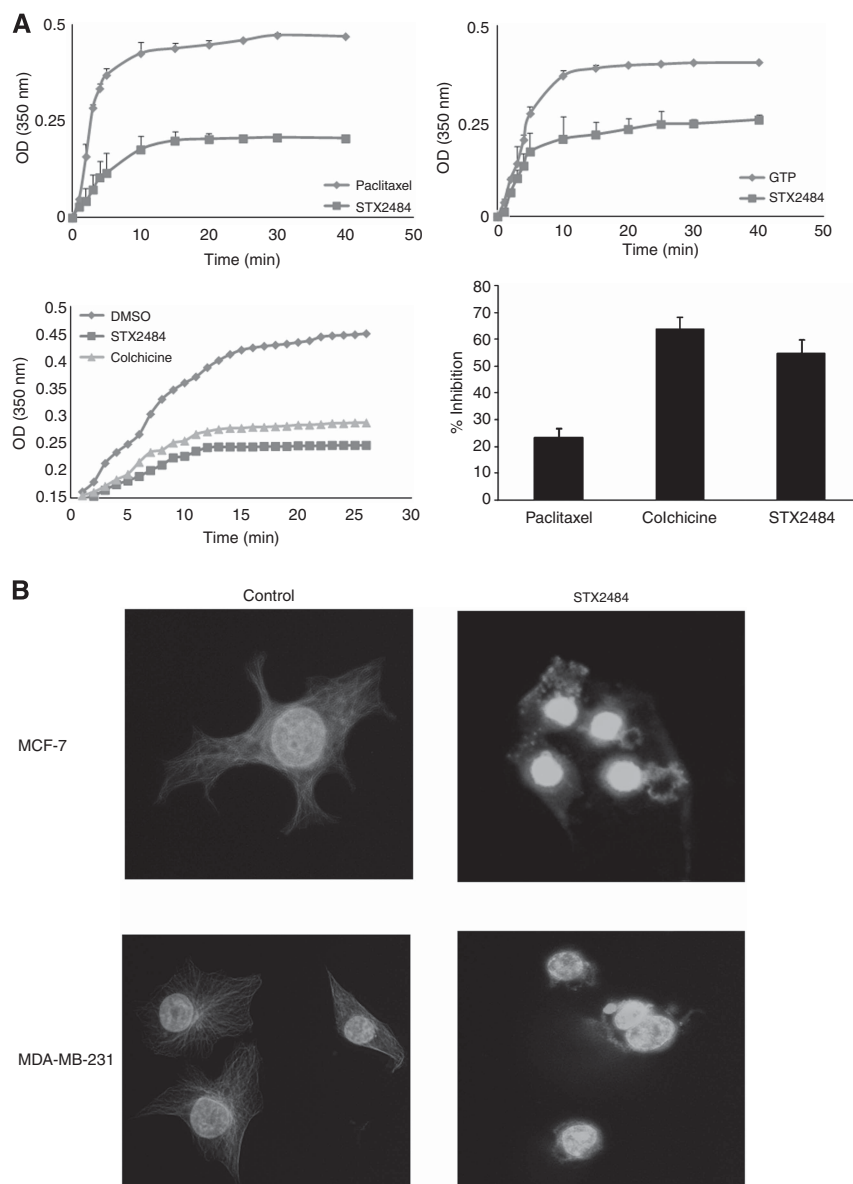 A
0.5
0.25
0
OD (350 nm)
0 10 20 30 40 50
Time (min)
Paclitaxel
STX2484
0.5
0.25
0
OD (350 nm)
0 10 20 30 40 50
Time (min)
GTP
STX2484
0.5
0.45
0.4
0.35
0.3
0.25
0.2
0.15
OD (350 nm)
0 5 10 15 20 25 30
Time (min)
DMSO
STX2484
Colchicine
80
70
60
50
40
30
20
10
0
% Inhibition
Paclitaxel Colchicine STX2484
B
Control STX2484
MCF-7
MDA-MB-231